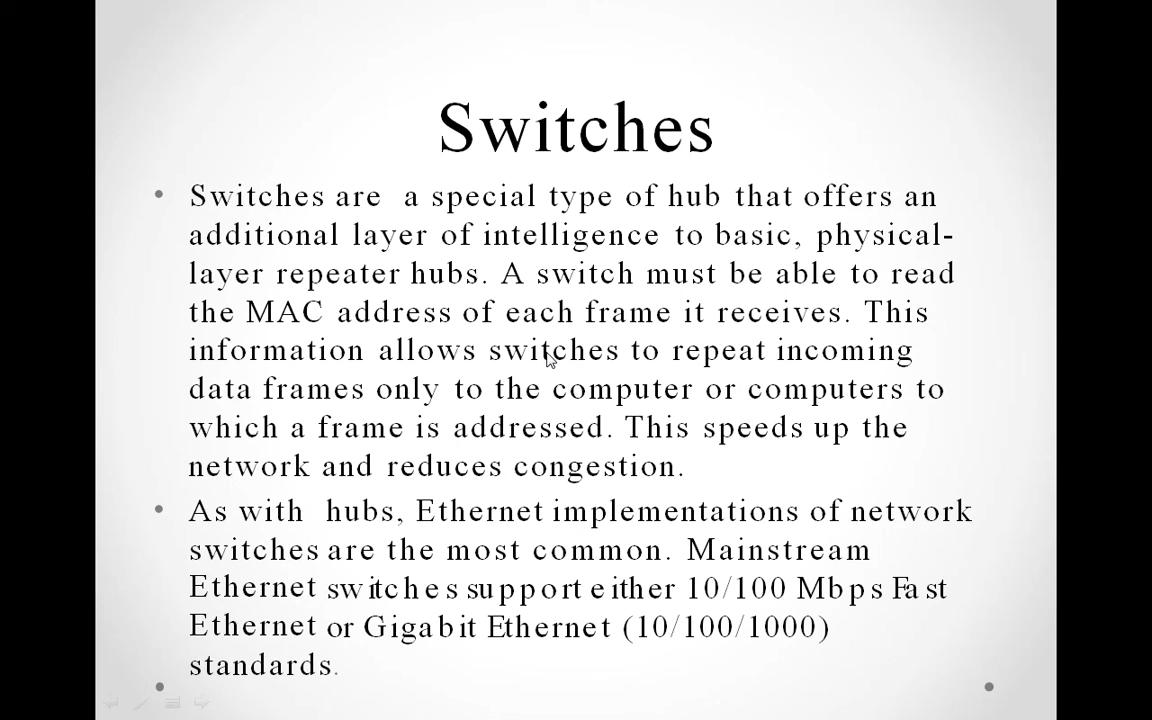 Switches
• Switches are a special type of hub that offers an
additional layer of intelligence to basic, physical-
layer repeater hubs. A switch must be able to read
the MAC address of each frame it receives. This
information allows switches to repeat incoming
data frames only to the computer or computers to
which a frame is addressed. This speeds up the
network and reduces congestion.
• As with hubs, Ethernet implementations of network
switches are the most common. Mainstream
Ethernet switches support either 10/100 Mbps Fast
Ethernet or Gigabit Ethernet (10/100/1000)
standards.